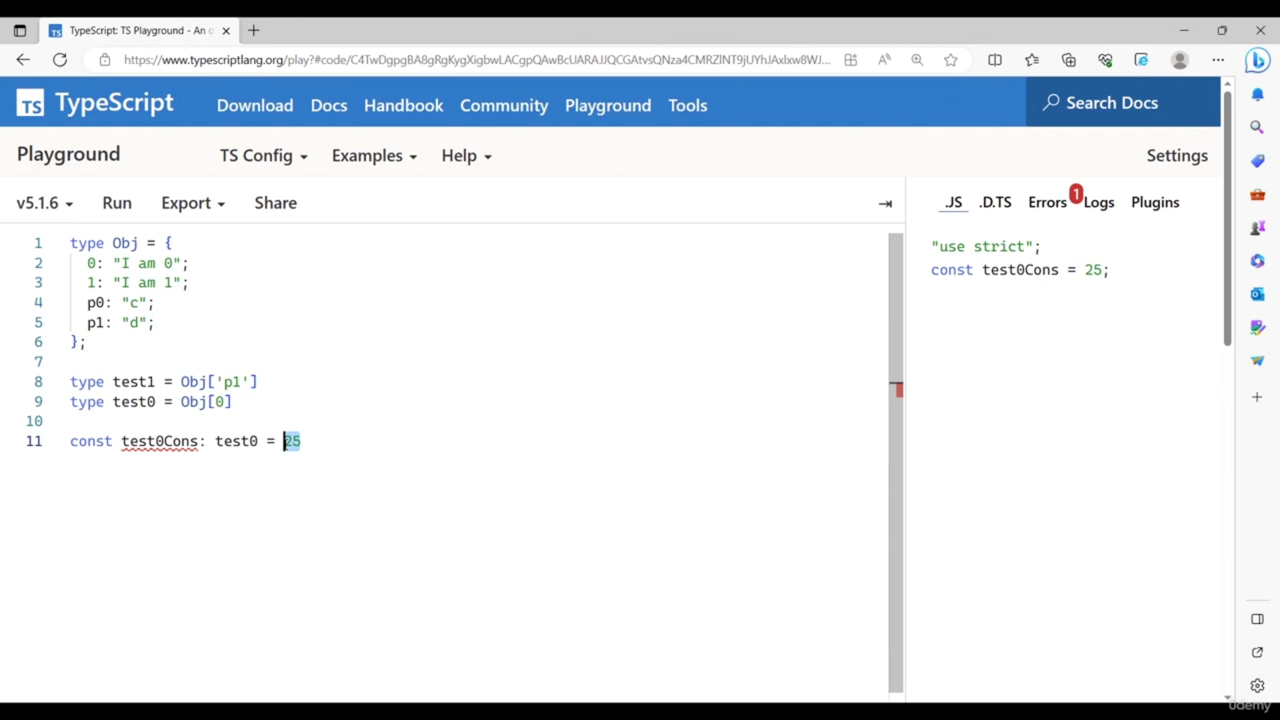 TypeScript: TS Playground - An o
https://www.typescriptlang.org/play?#code/C4TwDgpgBA8gRgKygXigbwLACgpQAwBcUARAJJQCGAtvsQNza4CMRZlNT9jUYhJAxlxw8WJ...
TS TypeScript Download Docs Handbook Community Playground Tools Search Docs
Playground TS Config Examples Help Settings
v5.1.6 Run Export Share .JS .D.TS Errors 1 Logs Plugins
1 type Obj = {
2 0: "I am 0";
3 1: "I am 1";
4 p0: "c";
5 p1: "d";
6 };
7
8 type test1 = Obj['p1']
9 type test0 = Obj[0]
10
11 const test0Cons: test0 = 25
"use strict";
const test0Cons = 25;
udemy